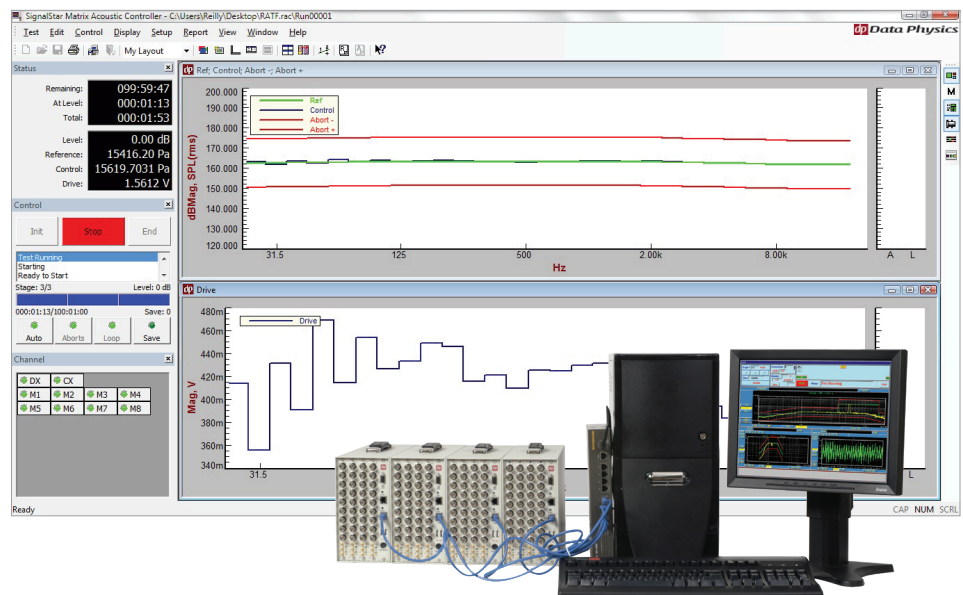 SignalStar Matrix Acoustic Controller - C:\Users\Reilly\Desktop\RATF.rac\Run00001
Test Edit Control Display Setup Report View Window Help
dp Data Physics
My Layout
Status
Remaining: 099:59:47
At Level: 000:01:13
Total: 000:01:53
Level: 0.00 dB
Reference: 15416.20 Pa
Control: 15619.7031 Pa
Drive: 1.5612 V
Control
Init Stop End
Test Running
Starting
Ready to Start
Stage: 3/3 Level: 0 dB
000:01:13/100:01:00 Save: 0
Auto Aborts Loop Save
Channel
DX CX
M1 M2 M3 M4
M5 M6 M7 M8
dp Ref; Control; Abort -; Abort +
dBMag, SPL(rms)
200.000
190.000
180.000
170.000
160.000
150.000
140.000
130.000
120.000
Ref
Control
Abort -
Abort +
31.5 125 500 2.00k 8.00k
Hz
A L
M
dp Drive
Mag, V
480m
460m
440m
420m
400m
380m
360m
340m
Drive
31.5
L
Ready
CAP NUM SCRL